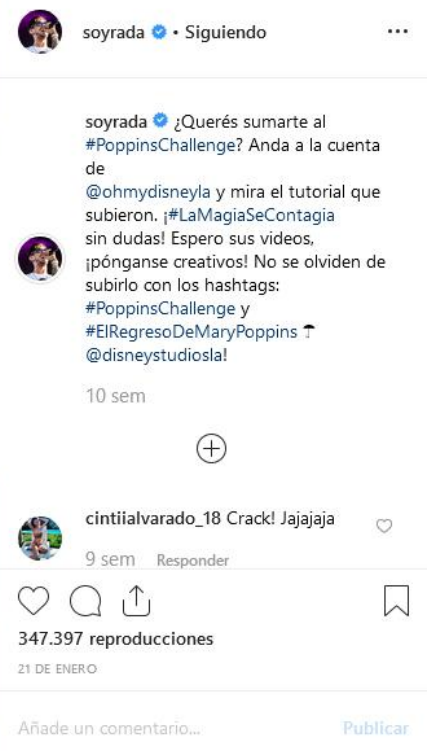 soyrada • Siguiendo
soyrada ¿Querés sumarte al
#PoppinsChallenge? Anda a la cuenta
de
@ohmydisneyla y mira el tutorial que
subieron. ¡#LaMagiaSeContagia
sin dudas! Espero sus videos,
¡pónganse creativos! No se olviden de
subirlo con los hashtags:
#PoppinsChallenge y
#ElRegresoDeMaryPoppins ☂
@disneystudiosla!
10 sem
cintiialvarado_18 Crack! Jajajaja
9 sem Responder
347.397 reproducciones
21 DE ENERO
Añade un comentario... Publicar